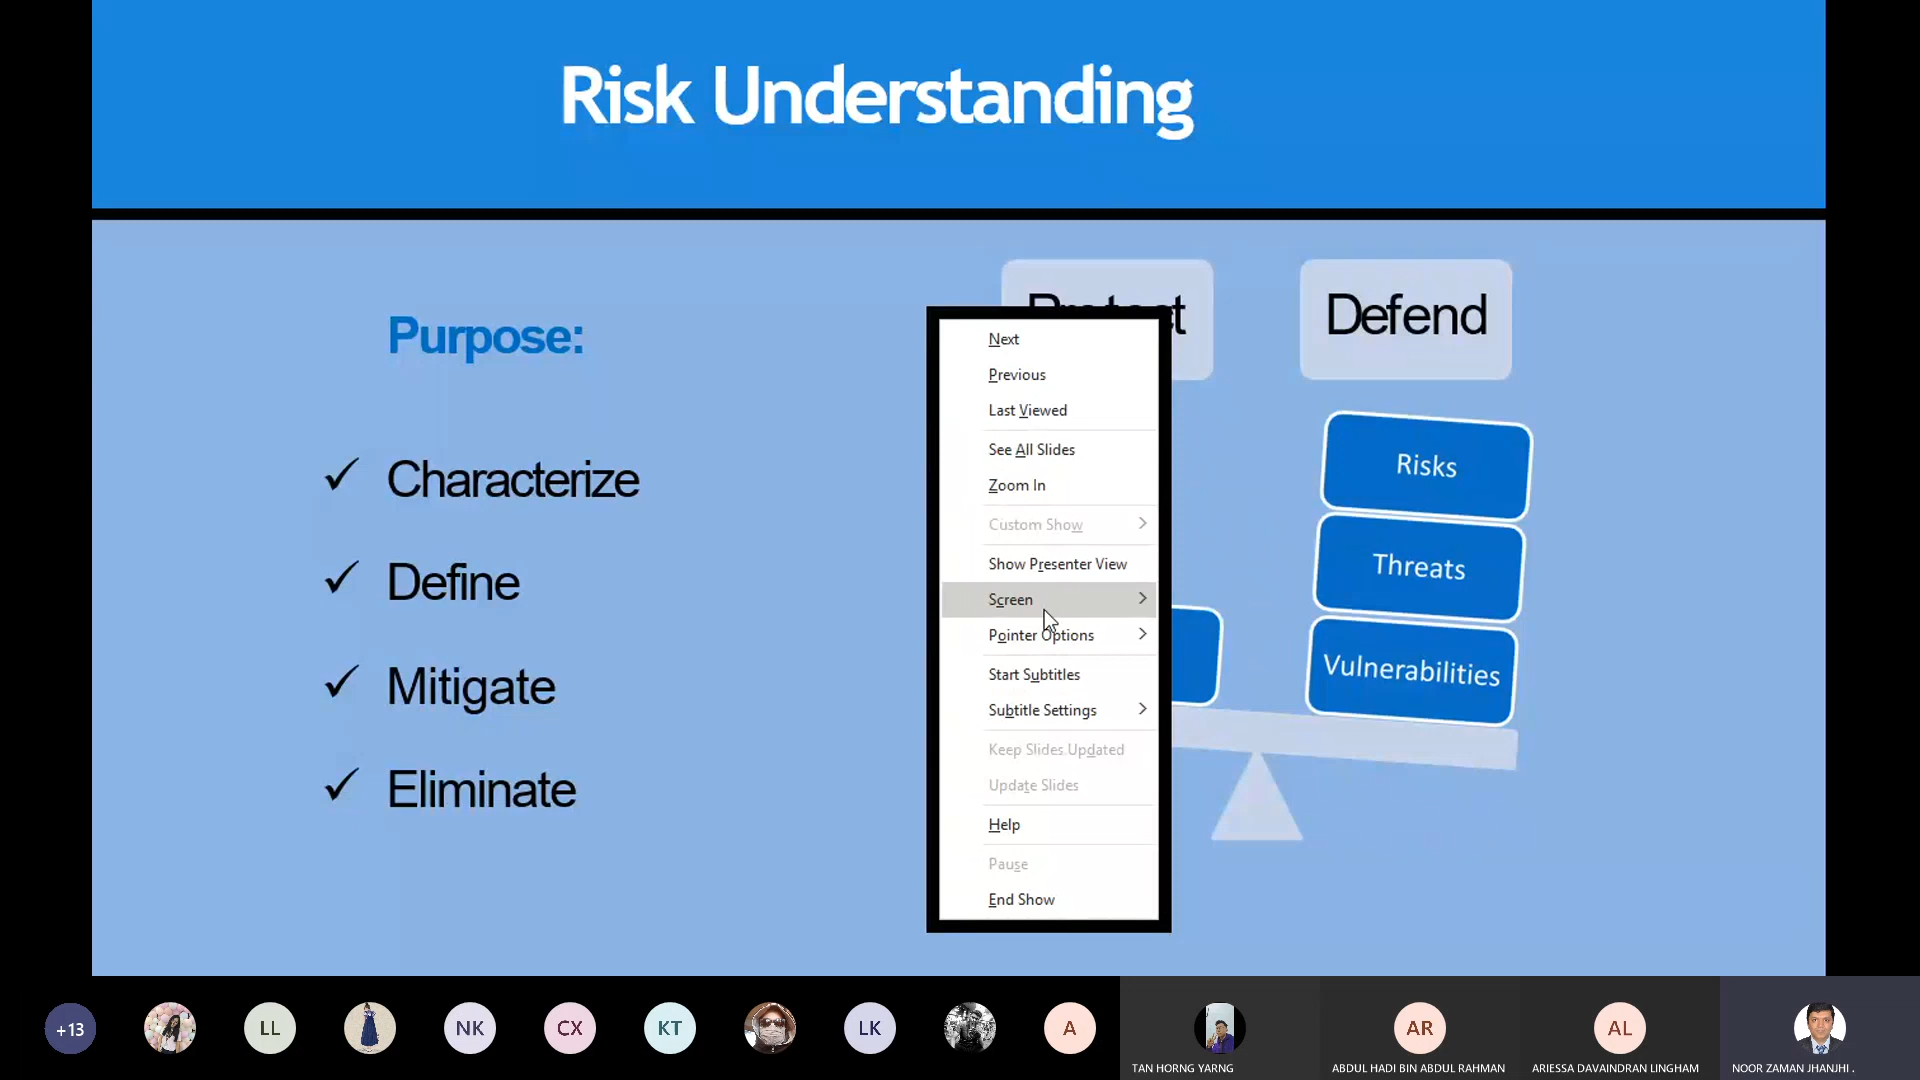 Risk Understanding
Purpose:
Characterize
Define
Mitigate
Eliminate
Protect
Defend
Risks
Threats
Vulnerabilities
Next
Previous
Last Viewed
See All Slides
Zoom In
Custom Show
Show Presenter View
Screen
Pointer Options
Start Subtitles
Subtitle Settings
Keep Slides Updated
Update Slides
Help
Pause
End Show
+13
LL
NK
CX
KT
LK
A
AR
AL
TAN HORNG YARNG
ABDUL HADI BIN ABDUL RAHMAN
ARIESSA DAVAINDRAN LINGHAM
NOOR ZAMAN JHANJHI .